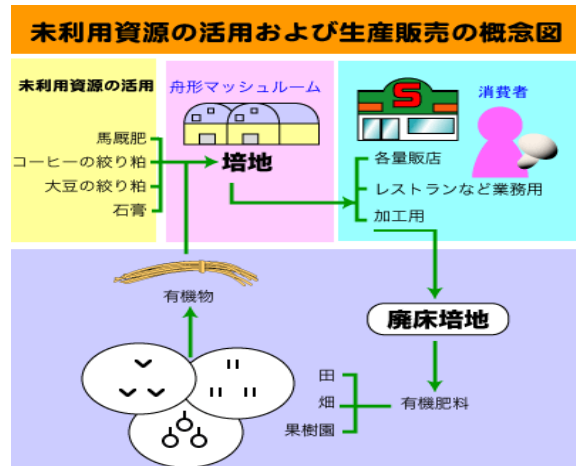 未利用資源の活用および生産販売の概念図
未利用資源の活用
舟形マッシュルーム
消費者
S
馬厩肥
コーヒーの絞り粕
大豆の絞り粕
石膏
培地
各量販店
レストランなど業務用
加工用
有機物
廃床培地
田
畑
果樹園
有機肥料